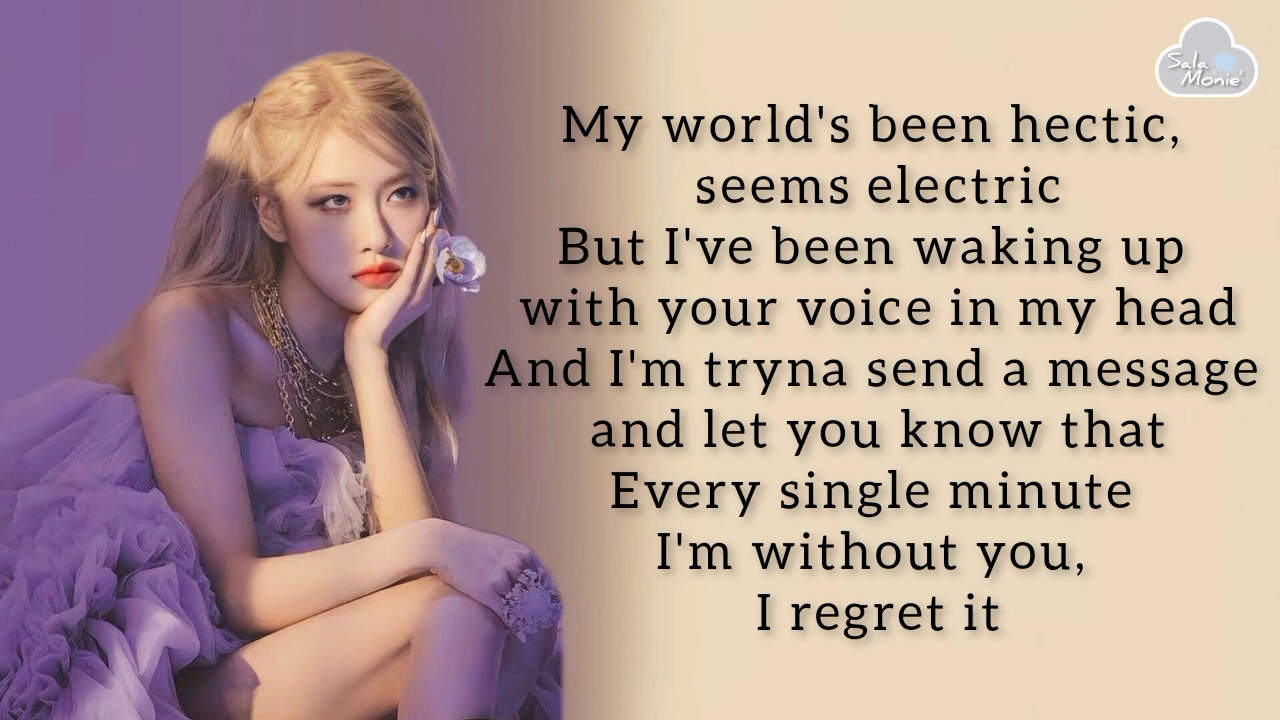 Sala
Monie'
My world's been hectic,
seems electric
But I've been waking up
with your voice in my head
And I'm tryna send a message
and let you know that
Every single minute
I'm without you,
I regret it